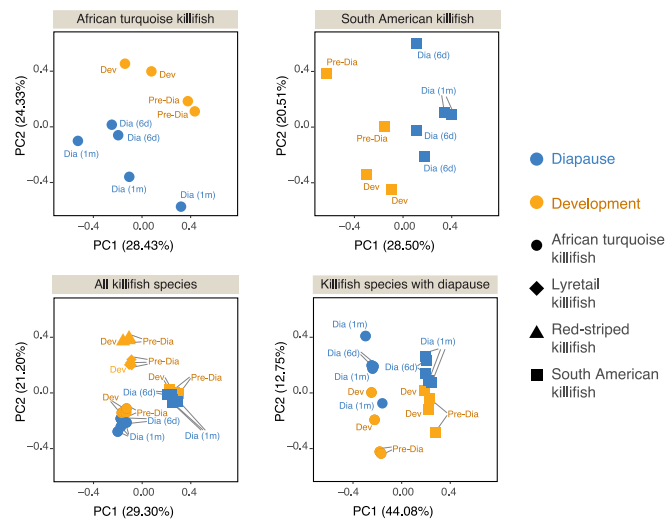 African turquoise killifish
PC2 (24.33%)
0.4
0.0
−0.4
Dev
Dev
Pre-Dia
Pre-Dia
Dia (6d)
Dia (6d)
Dia (1m)
Dia (1m)
Dia (1m)
−0.4
0.0
0.4
PC1 (28.43%)
South American killifish
PC2 (20.51%)
0.4
0.0
−0.4
Dia (6d)
Pre-Dia
Dia (1m)
Pre-Dia
Dia (6d)
Dia (6d)
Dev
Dev
−0.4
0.0
0.4
PC1 (28.50%)
All killifish species
PC2 (21.20%)
0.4
0.0
−0.4
Dev
Pre-Dia
Pre-Dia
Dev
Dev
Pre-Dia
Dia (6d)
Dev
Pre-Dia
Dia (6d)
Dia (1m)
Dia (1m)
−0.4
0.0
0.4
PC1 (29.30%)
Killifish species with diapause
PC2 (12.75%)
0.4
0.0
−0.4
Dia (1m)
Dia (1m)
Dia (6d)
Dia (6d)
Dia (1m)
Dev
Dev
Dia (1m)
Dev
Pre-Dia
Dev
Pre-Dia
−0.4
0.0
0.4
PC1 (44.08%)
Diapause
Development
African turquoise
killifish
Lyretail
killifish
Red-striped
killifish
South American
killifish